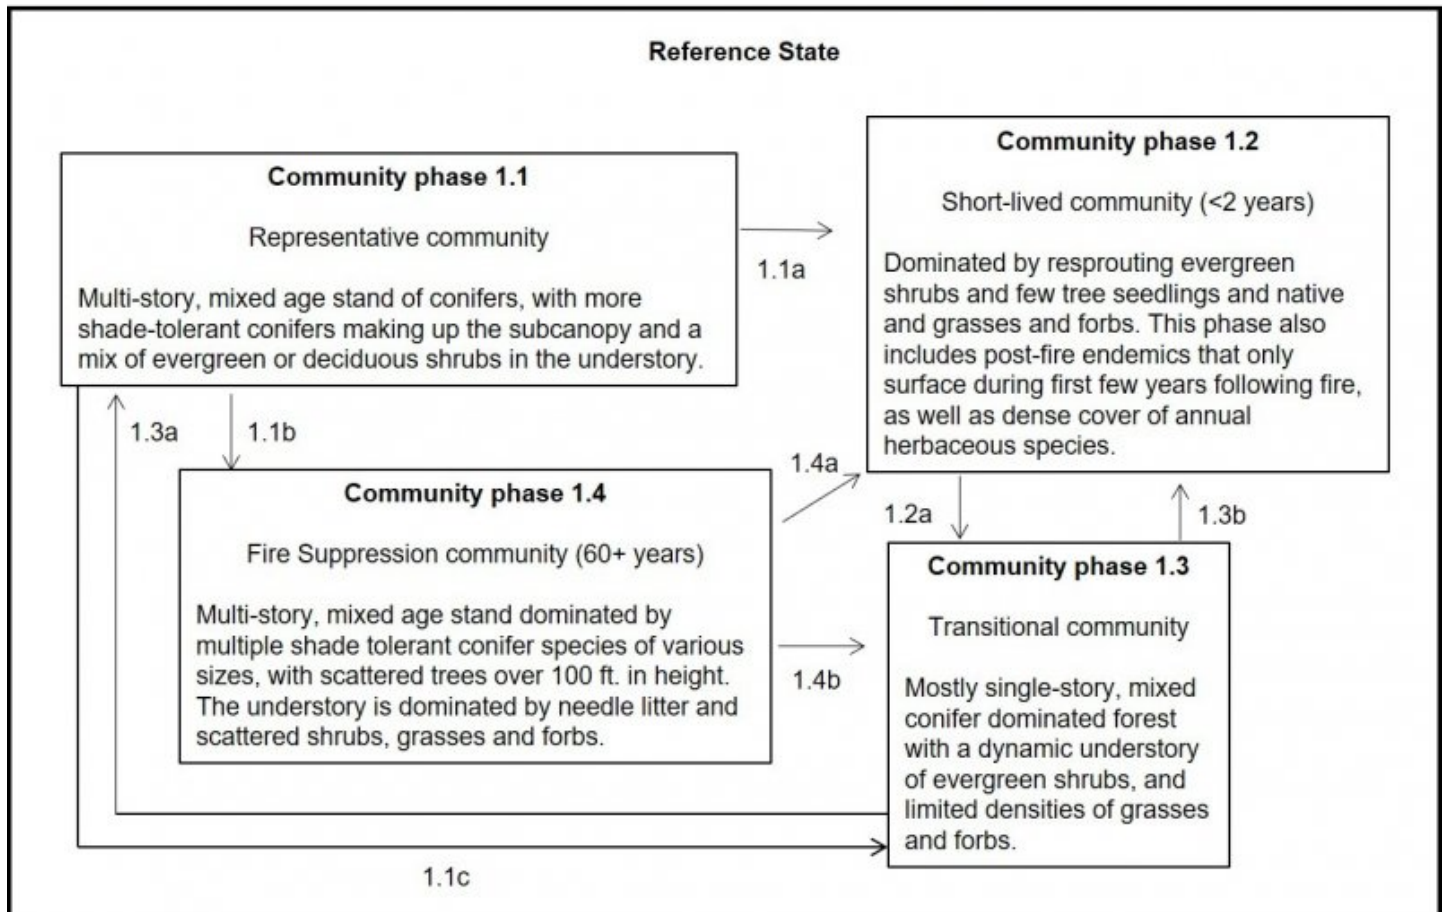 Reference State
Community phase 1.1
Representative community
Multi-story, mixed age stand of conifers, with more
shade-tolerant conifers making up the subcanopy and a
mix of evergreen or deciduous shrubs in the understory.
1.1a
Community phase 1.2
Short-lived community (<2 years)
Dominated by resprouting evergreen
shrubs and few tree seedlings and native
and grasses and forbs. This phase also
includes post-fire endemics that only
surface during first few years following fire,
as well as dense cover of annual
herbaceous species.
1.3a
1.1b
Community phase 1.4
Fire Suppression community (60+ years)
Multi-story, mixed age stand dominated by
multiple shade tolerant conifer species of various
sizes, with scattered trees over 100 ft. in height.
The understory is dominated by needle litter and
scattered shrubs, grasses and forbs.
1.4a
1.4b
1.2a
1.3b
Community phase 1.3
Transitional community
Mostly single-story, mixed
conifer dominated forest
with a dynamic understory
of evergreen shrubs, and
limited densities of grasses
and forbs.
1.1c